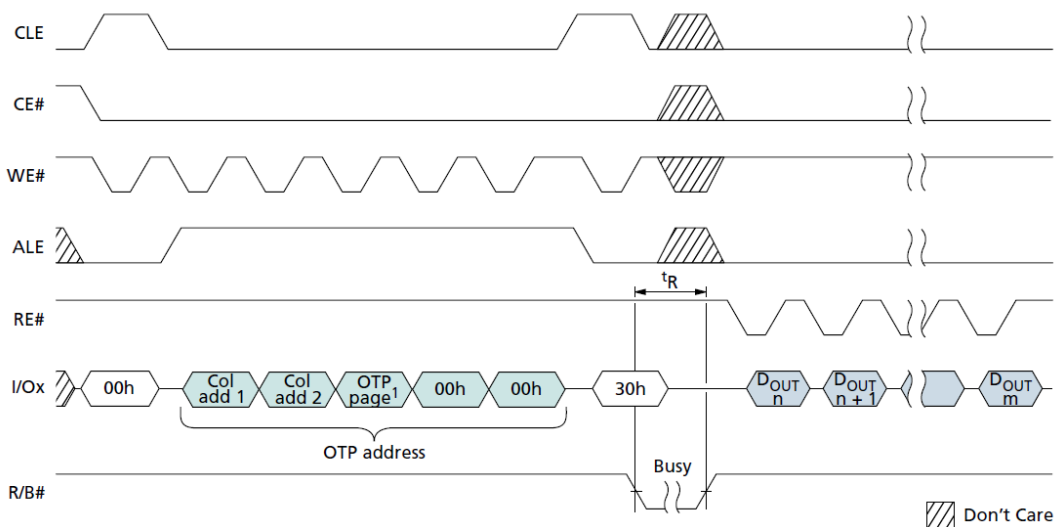 CLE
CE#
WE#
ALE
tR
RE#
I/Ox
00h
Col add 1
Col add 2
OTP page1
00h
00h
30h
DOUT n
DOUT n + 1
DOUT m
OTP address
Busy
R/B#
Don't Care